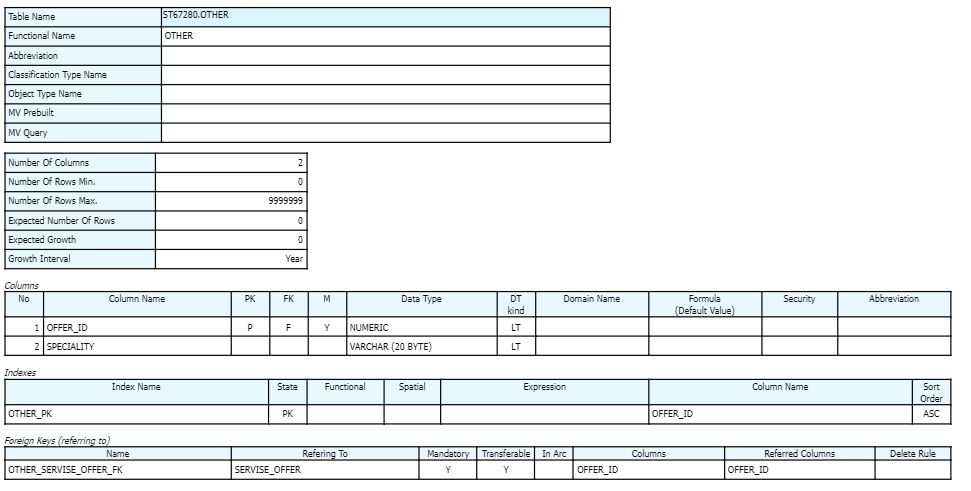 Table Name ST67280.OTHER
Functional Name OTHER
Abbreviation
Classification Type Name
Object Type Name
MV Prebuilt
MV Query
Number Of Columns 2
Number Of Rows Min. 0
Number Of Rows Max. 9999999
Expected Number Of Rows 0
Expected Growth 0
Growth Interval Year
Columns
No Column Name PK FK M Data Type DT kind Domain Name Formula (Default Value) Security Abbreviation
1 OFFER_ID P F Y NUMERIC LT
2 SPECIALITY VARCHAR (20 BYTE) LT
Indexes
Index Name State Functional Spatial Expression Column Name Sort Order
OTHER_PK PK OFFER_ID ASC
Foreign Keys (referring to)
Name Refering To Mandatory Transferable In Arc Columns Referred Columns Delete Rule
OTHER_SERVISE_OFFER_FK SERVISE_OFFER Y Y OFFER_ID OFFER_ID